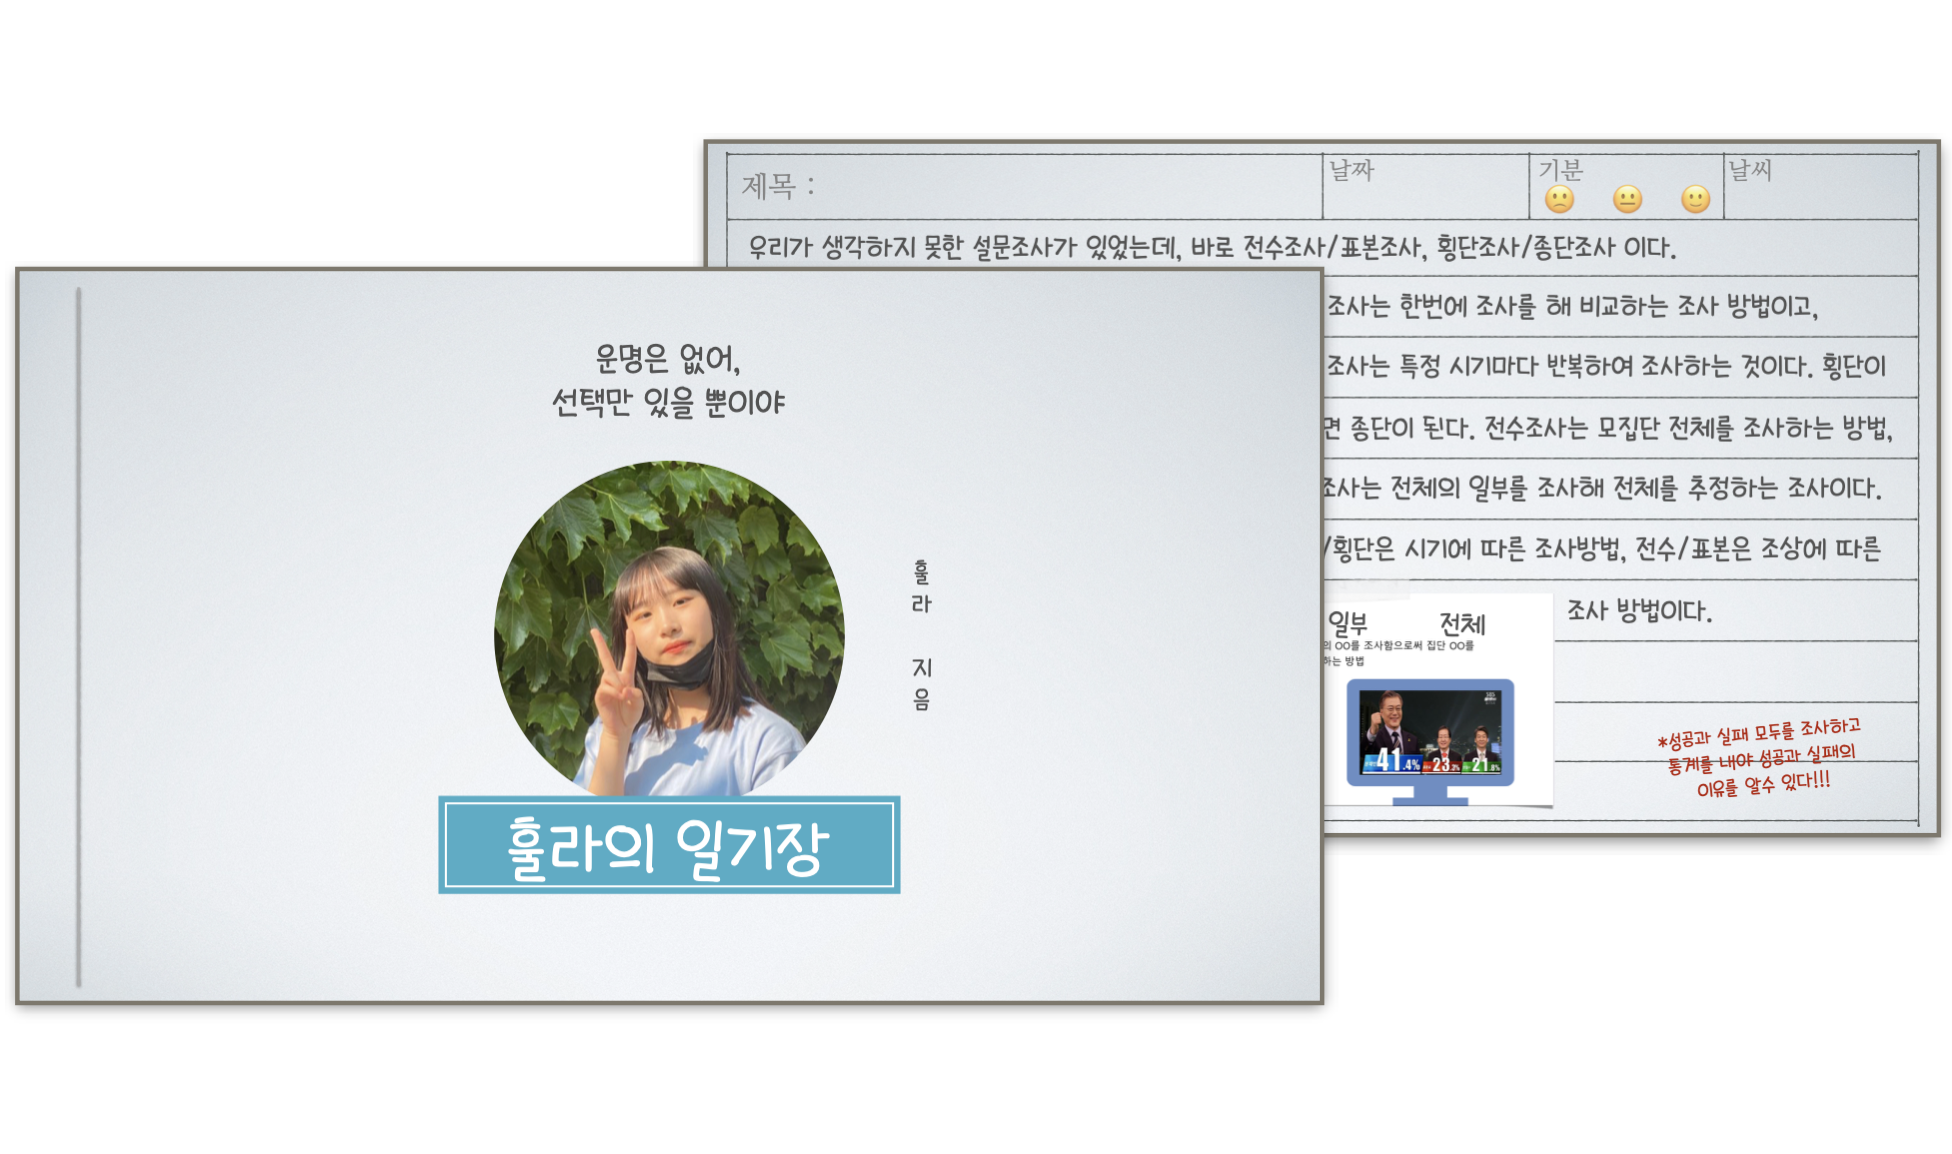 제목 :
날짜
기분
날씨
우리가 생각하지 못한 설문조사가 있었는데, 바로 전수조사/표본조사, 횡단조사/종단조사 이다.
조사는 한번에 조사를 해 비교하는 조사 방법이고,
조사는 특정 시기마다 반복하여 조사하는 것이다. 횡단이
면 종단이 된다. 전수조사는 모집단 전체를 조사하는 방법,
조사는 전체의 일부를 조사해 전체를 추정하는 조사이다.
/횡단은 시기에 따른 조사방법, 전수/표본은 조상에 따른
조사 방법이다.
일부 전체
의 OO를 조사함으로써 집단 OO를
하는 방법
41.4% 23.3% 21.8%
*성공과 실패 모두를 조사하고
통계를 내야 성공과 실패의
이유를 알수 있다!!!
운명은 없어,
선택만 있을 뿐이야
훌라 지음
훌라의 일기장